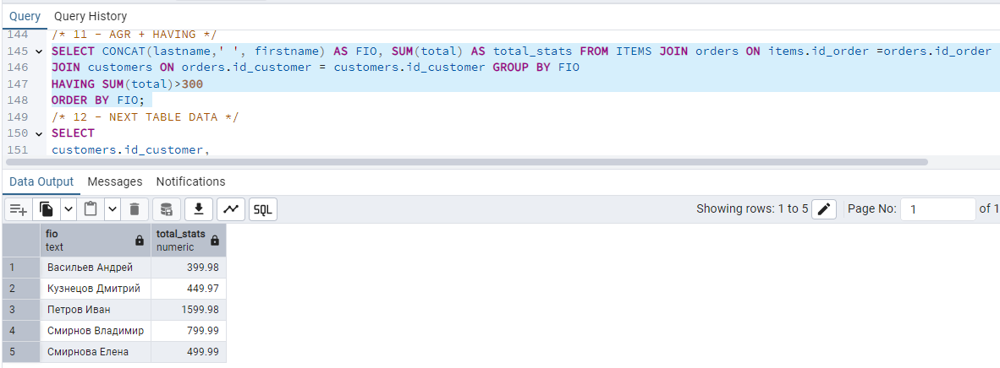 Query Query History
144 /* 11 - AGR + HAVING */
145 SELECT CONCAT(lastname,' ', firstname) AS FIO, SUM(total) AS total_stats FROM ITEMS JOIN orders ON items.id_order =orders.id_order
146 JOIN customers ON orders.id_customer = customers.id_customer GROUP BY FIO
147 HAVING SUM(total)>300
148 ORDER BY FIO;
149 /* 12 - NEXT TABLE DATA */
150 SELECT
151 customers.id_customer,
Data Output Messages Notifications
SQL Showing rows: 1 to 5 Page No: 1 of 1
fio total_stats
text numeric
1 Васильев Андрей 399.98
2 Кузнецов Дмитрий 449.97
3 Петров Иван 1599.98
4 Смирнов Владимир 799.99
5 Смирнова Елена 499.99